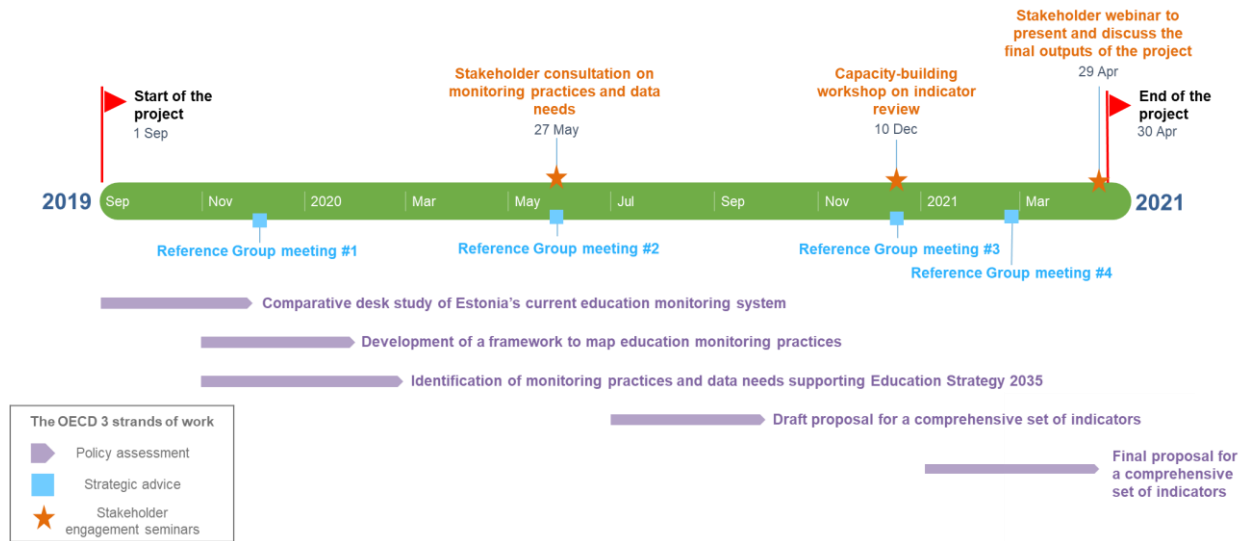 Stakeholder webinar to
present and discuss the
final outputs of the project
29 Apr
Stakeholder consultation on
monitoring practices and data
needs
27 May
Capacity-building
workshop on indicator
review
10 Dec
Start of the
project
1 Sep
End of the
project
30 Apr
2019
Sep
Nov
2020
Mar
May
Jul
Sep
Nov
2021
Mar
2021
Reference Group meeting #1
Reference Group meeting #2
Reference Group meeting #3
Reference Group meeting #4
Comparative desk study of Estonia's current education monitoring system
Development of a framework to map education monitoring practices
Identification of monitoring practices and data needs supporting Education Strategy 2035
Draft proposal for a comprehensive set of indicators
Final proposal for
a comprehensive
set of indicators
The OECD 3 strands of work
Policy assessment
Strategic advice
Stakeholder
engagement seminars